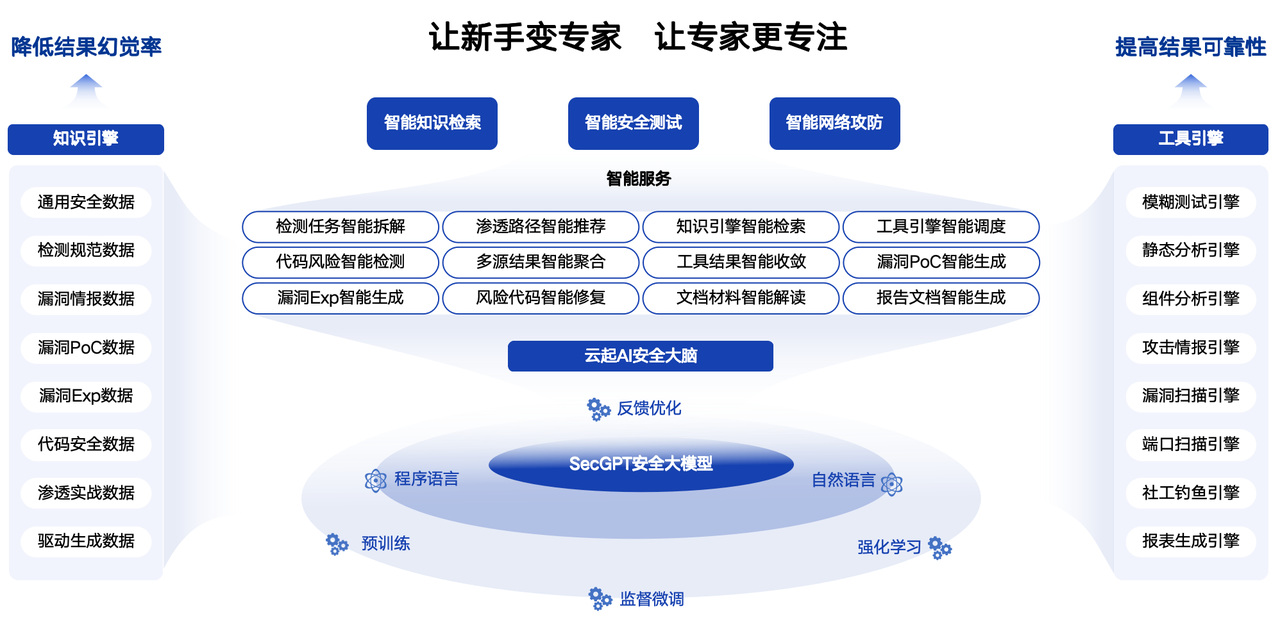 让新手变专家 让专家更专注
降低结果幻觉率
知识引擎
通用安全数据
检测规范数据
漏洞情报数据
漏洞PoC数据
漏洞Exp数据
代码安全数据
渗透实战数据
驱动生成数据
智能知识检索 智能安全测试 智能网络攻防
智能服务
检测任务智能拆解 渗透路径智能推荐 知识引擎智能检索 工具引擎智能调度
代码风险智能检测 多源结果智能聚合 工具结果智能收敛 漏洞PoC智能生成
漏洞Exp智能生成 风险代码智能修复 文档材料智能解读 报告文档智能生成
云起AI安全大脑
反馈优化
SecGPT安全大模型
程序语言 自然语言
预训练 强化学习
监督微调
提高结果可靠性
工具引擎
模糊测试引擎
静态分析引擎
组件分析引擎
攻击情报引擎
漏洞扫描引擎
端口扫描引擎
社工钓鱼引擎
报表生成引擎